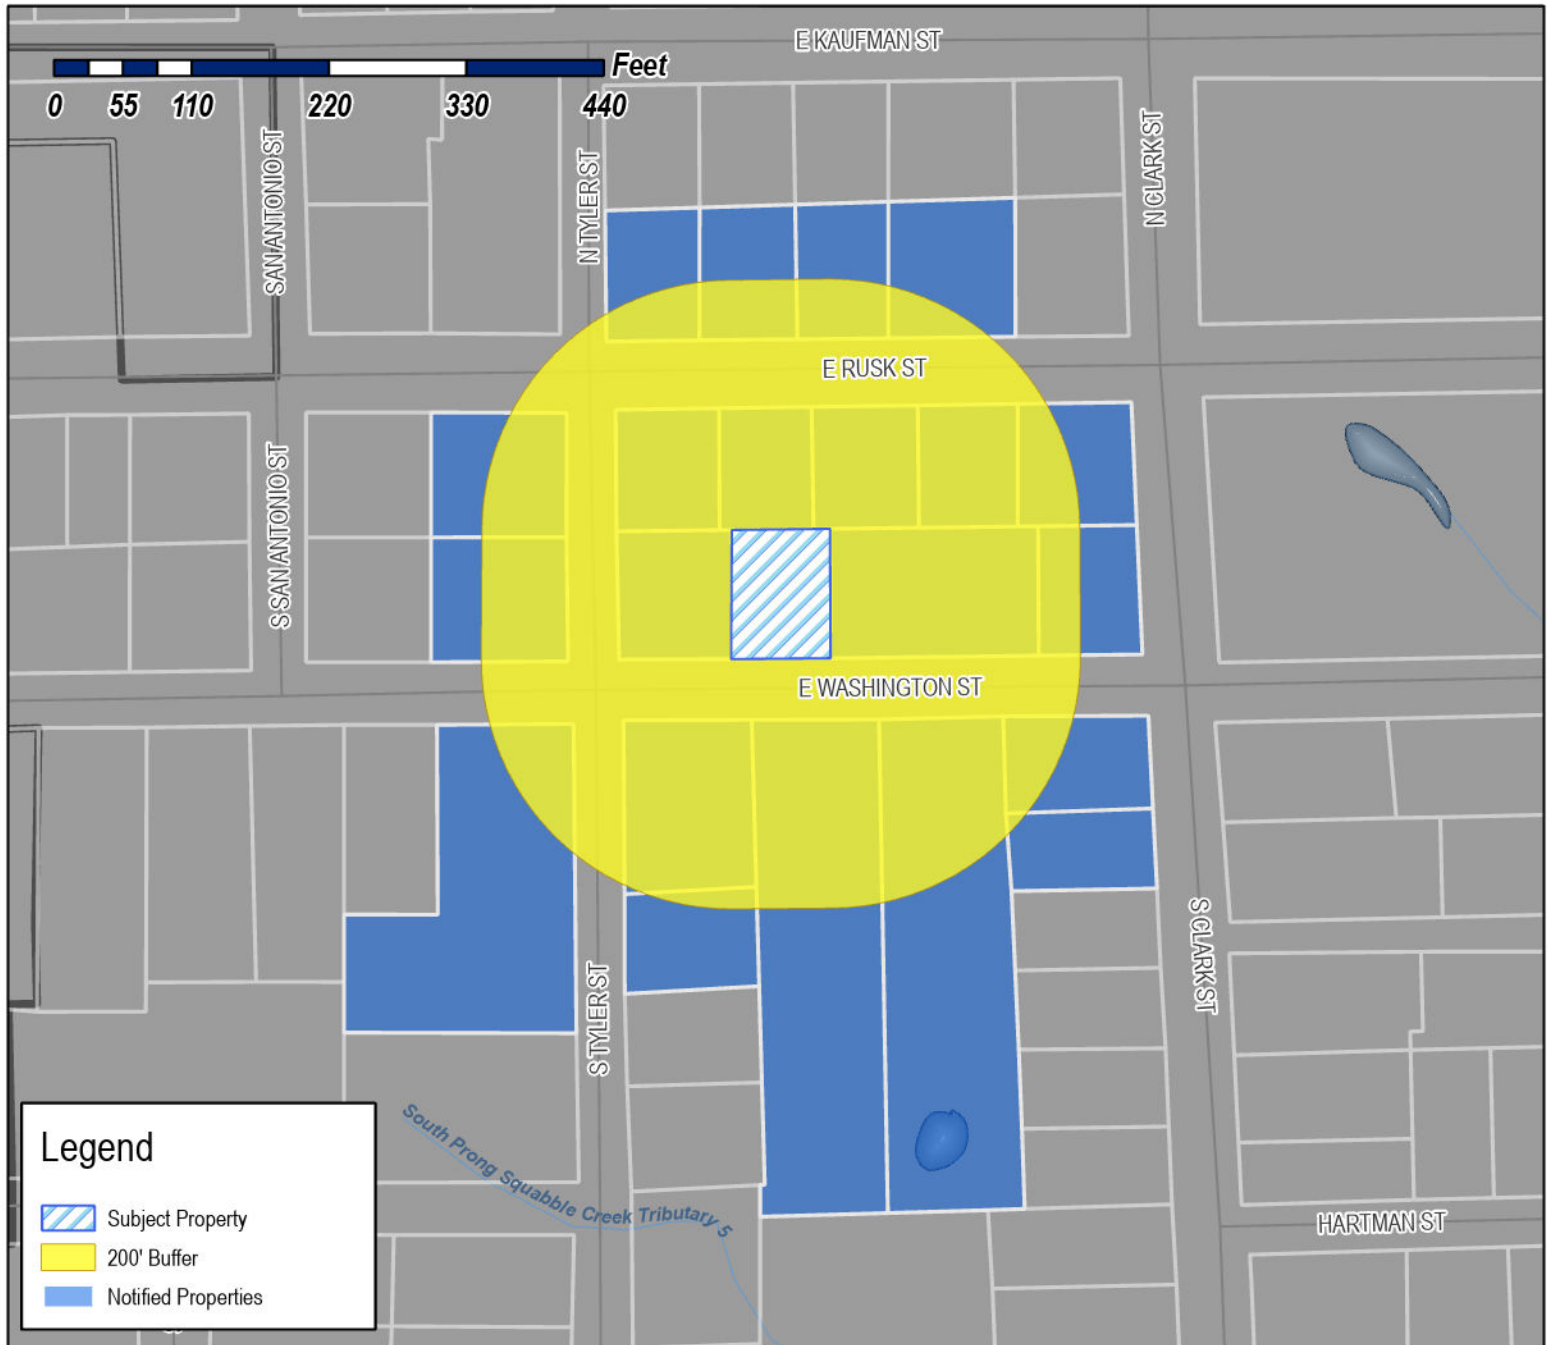 E KAUFMAN ST
Feet
0 55 110 220 330 440
SAN ANTONIO ST
N TYLER ST
N CLARK ST
E RUSK ST
S SAN ANTONIO ST
E WASHINGTON ST
S CLARK ST
S TYLER ST
South Prong Squabble Creek Tributary 5
HARTMAN ST
Legend
Subject Property
200' Buffer
Notified Properties